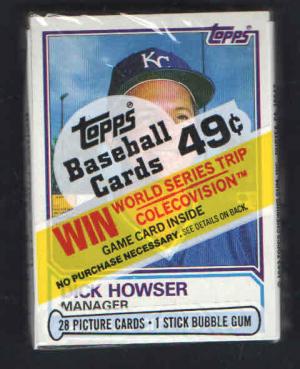 Topps
KC
Topps
Baseball
Cards
49¢
WIN
WORLD SERIES TRIP
COLECOVISION™
GAME CARD INSIDE
NO PURCHASE NECESSARY. SEE DETAILS ON BACK.
ICK HOWSER
MANAGER
28 PICTURE CARDS • 1 STICK BUBBLE GUM